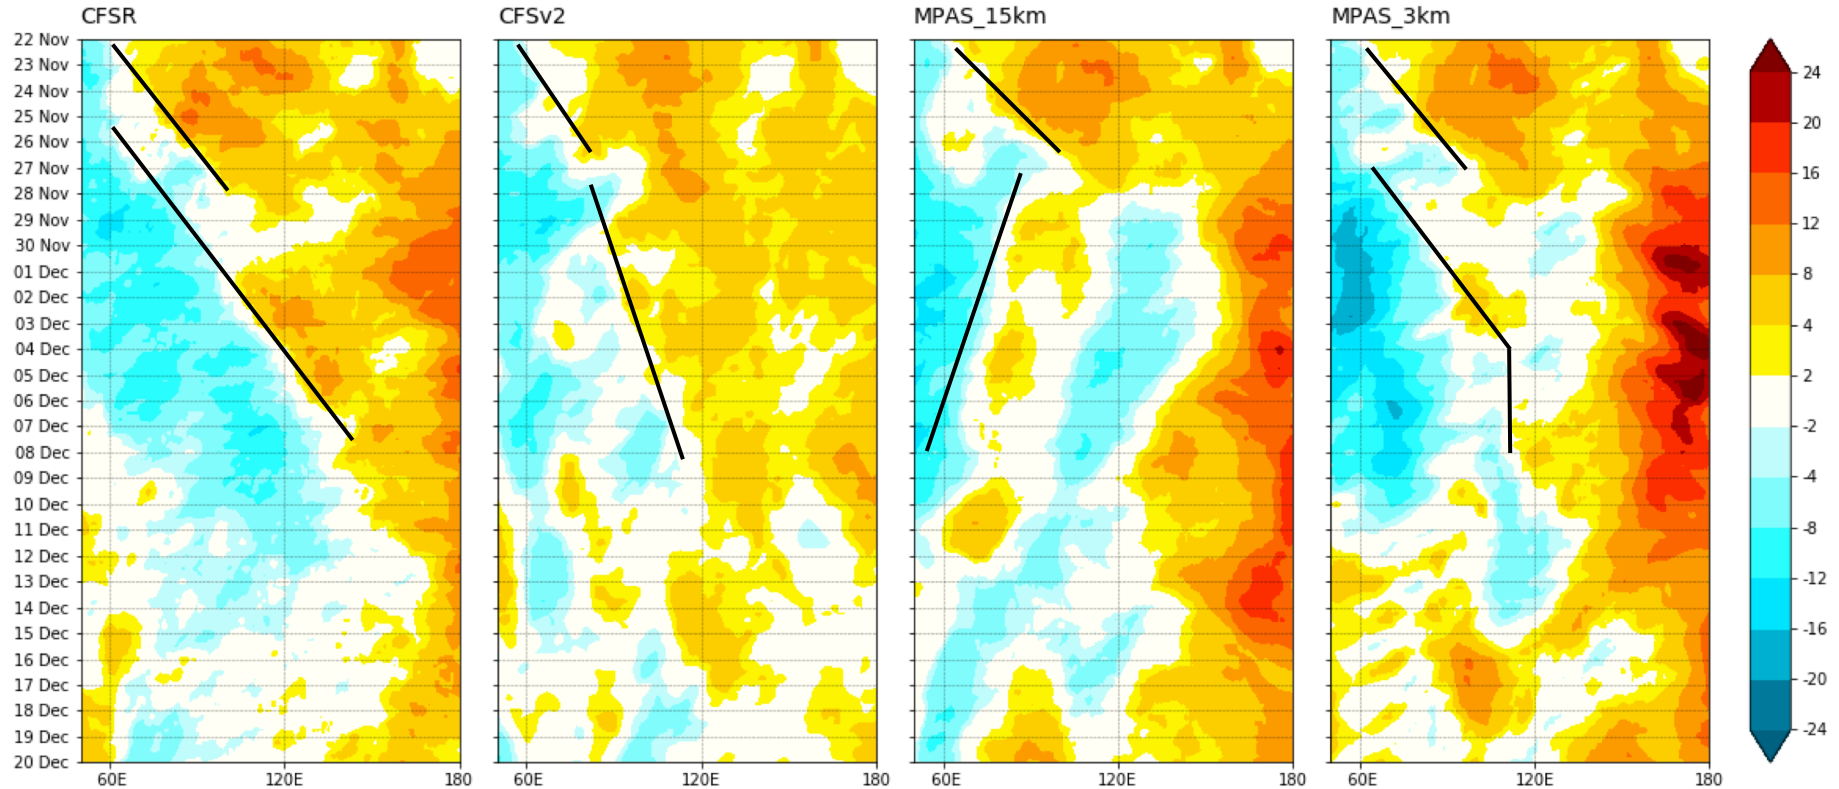 CFSR
CFSv2
MPAS_15km
MPAS_3km
22 Nov
23 Nov
24 Nov
25 Nov
26 Nov
27 Nov
28 Nov
29 Nov
30 Nov
01 Dec
02 Dec
03 Dec
04 Dec
05 Dec
06 Dec
07 Dec
08 Dec
09 Dec
10 Dec
11 Dec
12 Dec
13 Dec
14 Dec
15 Dec
16 Dec
17 Dec
18 Dec
19 Dec
20 Dec
60E 120E 180
60E 120E 180
60E 120E 180
60E 120E 180
24
20
16
12
8
4
2
-2
-4
-8
-12
-16
-20
-24